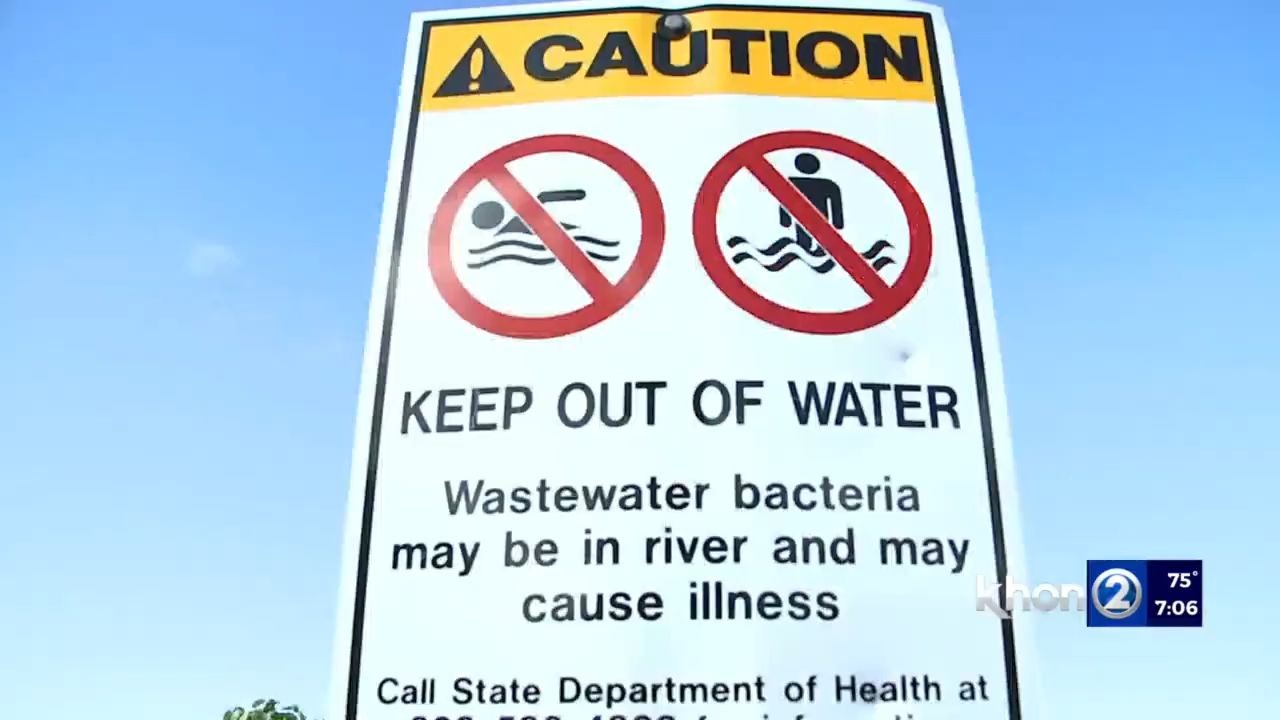 CAUTION
KEEP OUT OF WATER
Wastewater bacteria
may be in river and may
cause illness
Call State Department of Health at
khon 2
75°
7:06